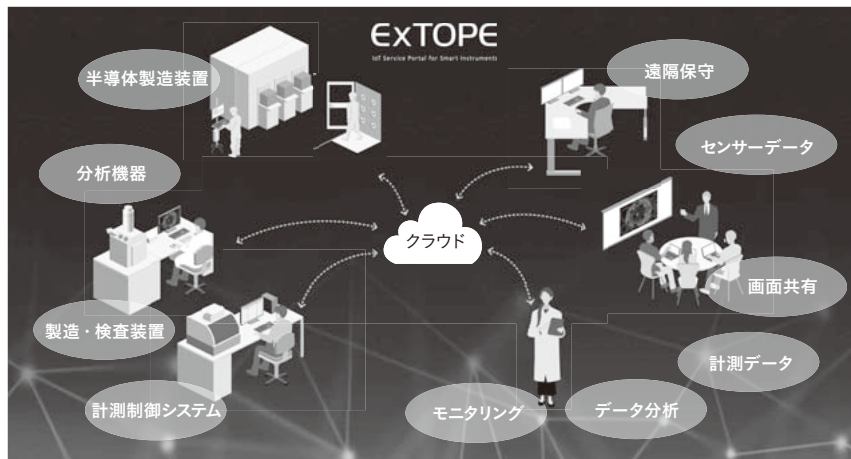 ExTOPE
IoT Service Portal for Smart Instruments
半導体製造装置
遠隔保守
センサーデータ
分析機器
クラウド
画面共有
製造・検査装置
計測データ
計測制御システム
モニタリング
データ分析